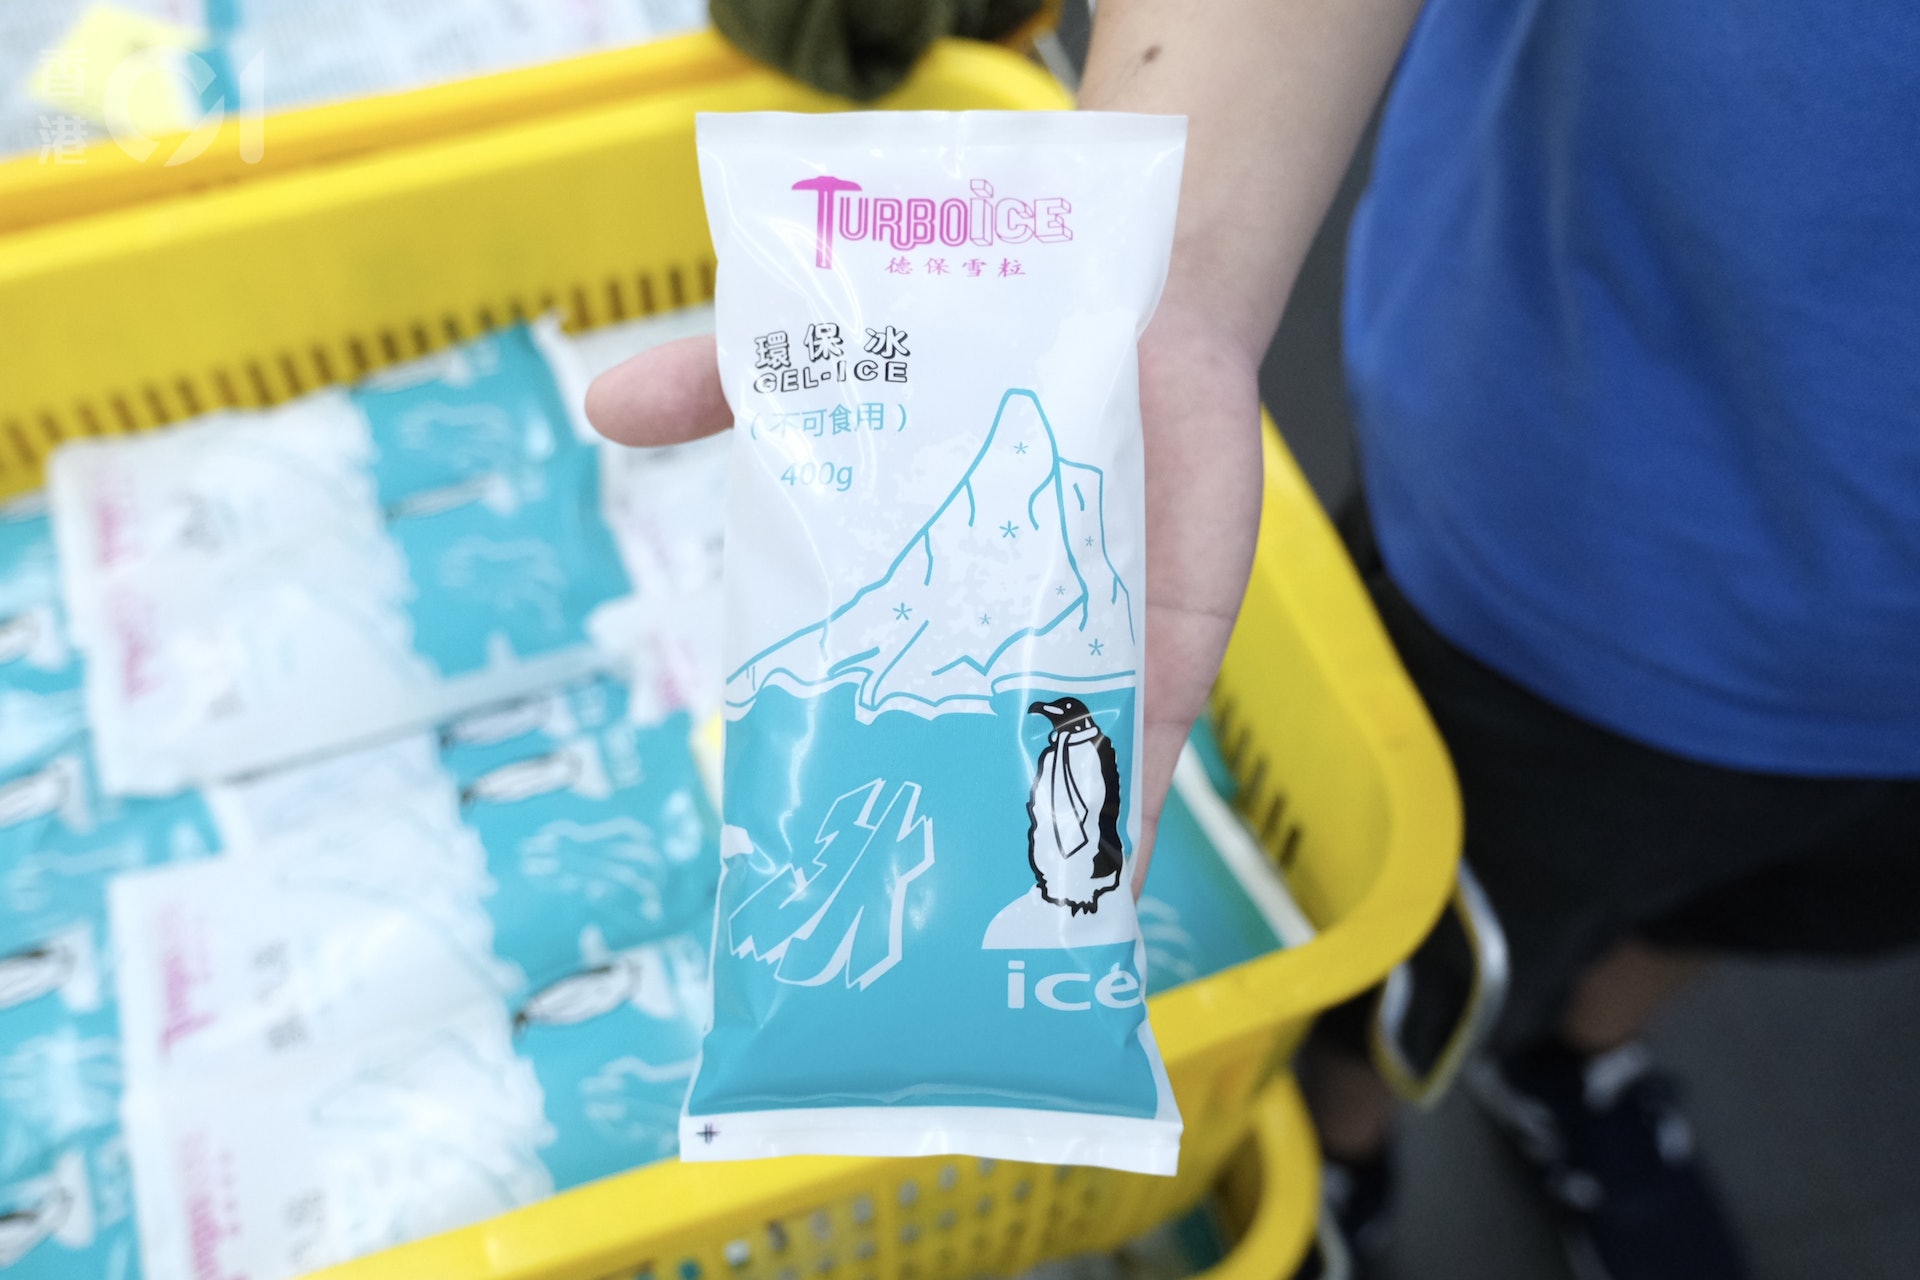 香港01
TURBOICE
德保雪粒
環保冰
GEL-ICE
(不可食用)
400g
冰
ice